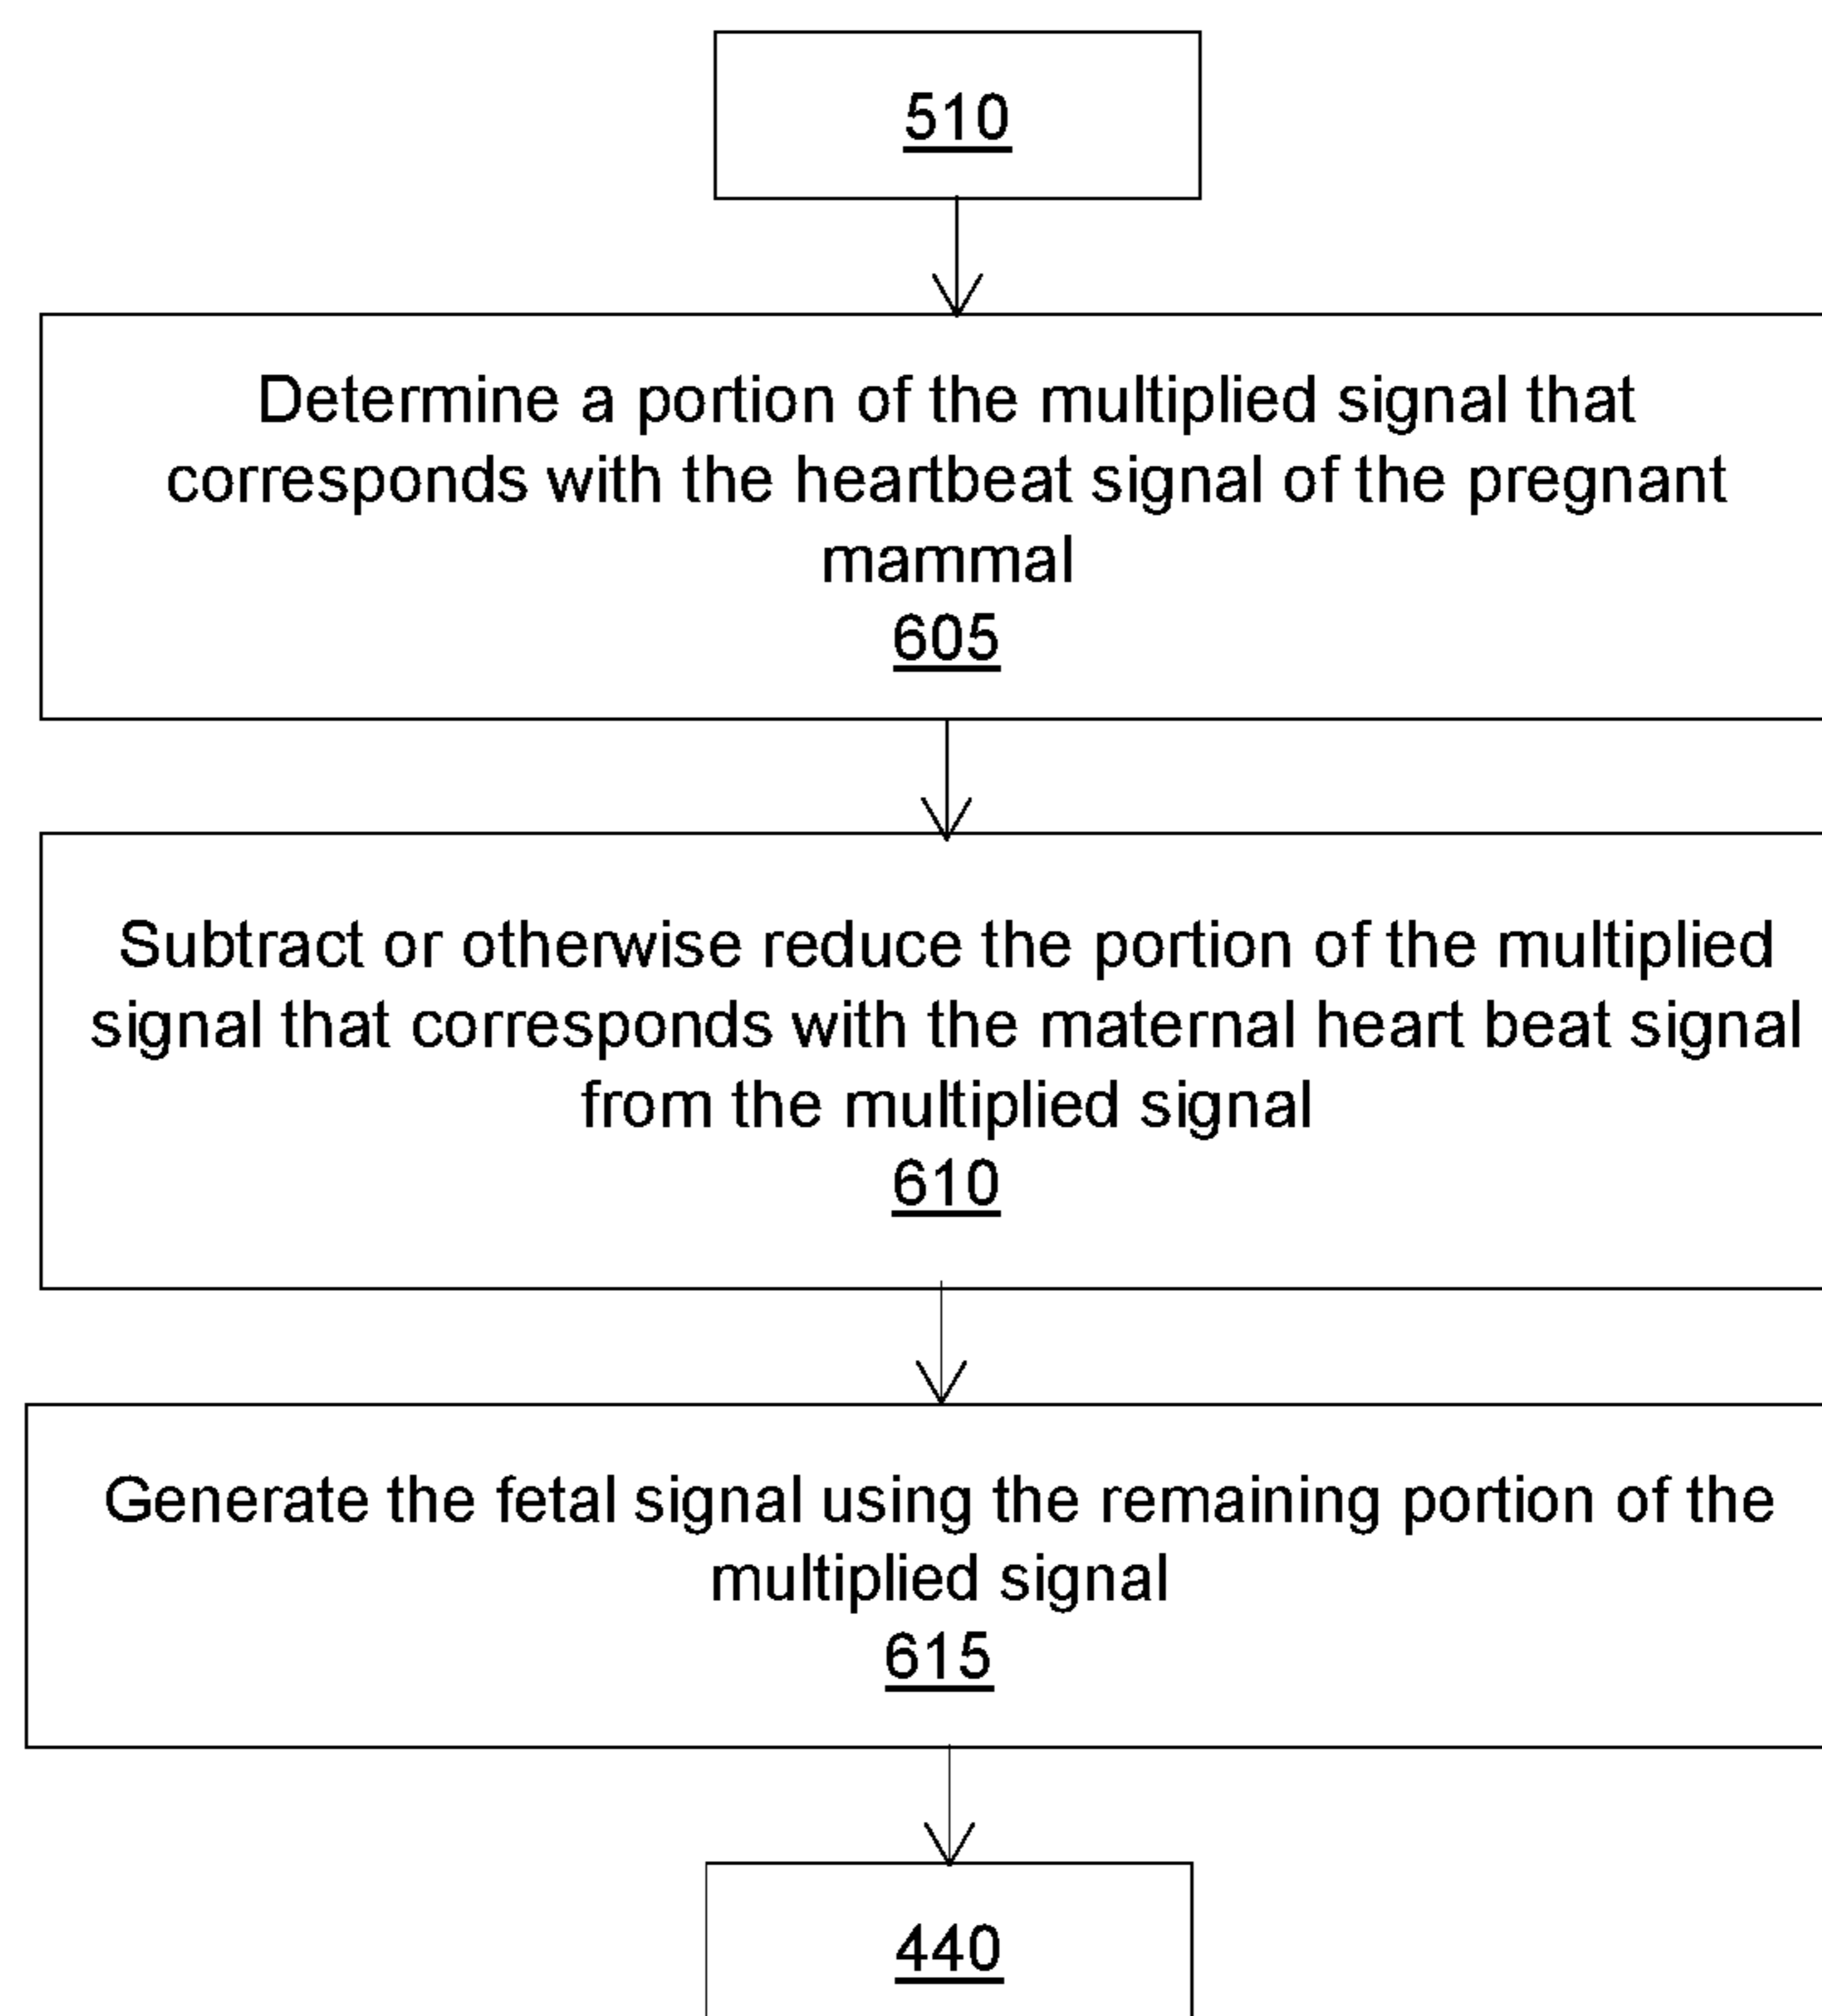 510
Determine a portion of the multiplied signal that
corresponds with the heartbeat signal of the pregnant
mammal
605
Subtract or otherwise reduce the portion of the multiplied
signal that corresponds with the maternal heart beat signal
from the multiplied signal
610
Generate the fetal signal using the remaining portion of the
multiplied signal
615
440